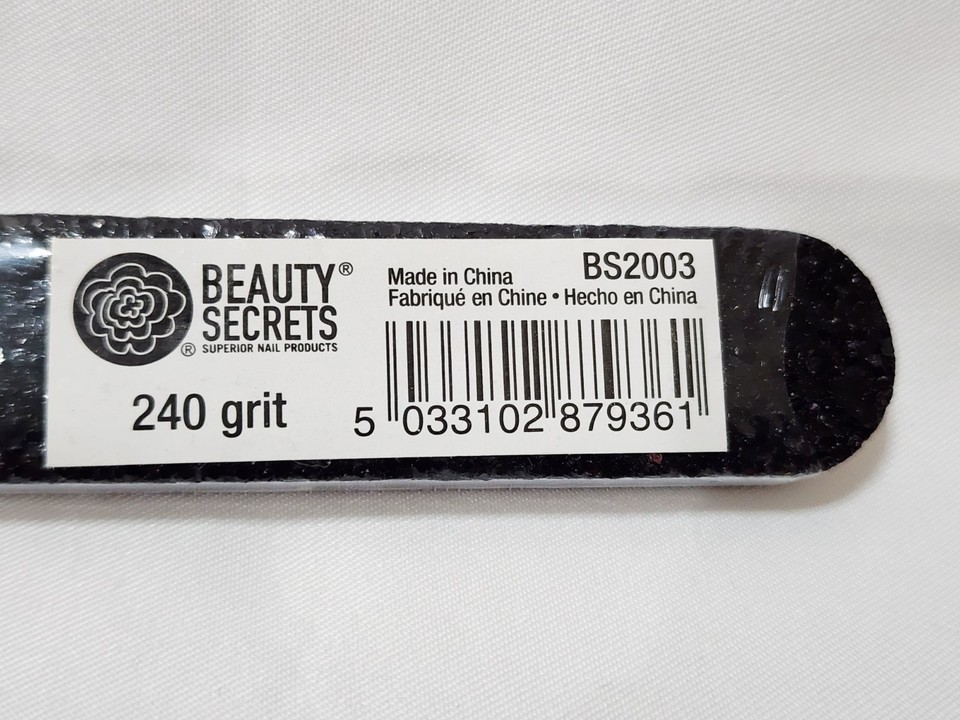 BEAUTY®
SECRETS
® SUPERIOR NAIL PRODUCTS
240 grit
BS2003
Made in China
Fabriqué en Chine • Hecho en China
5 033102 879361